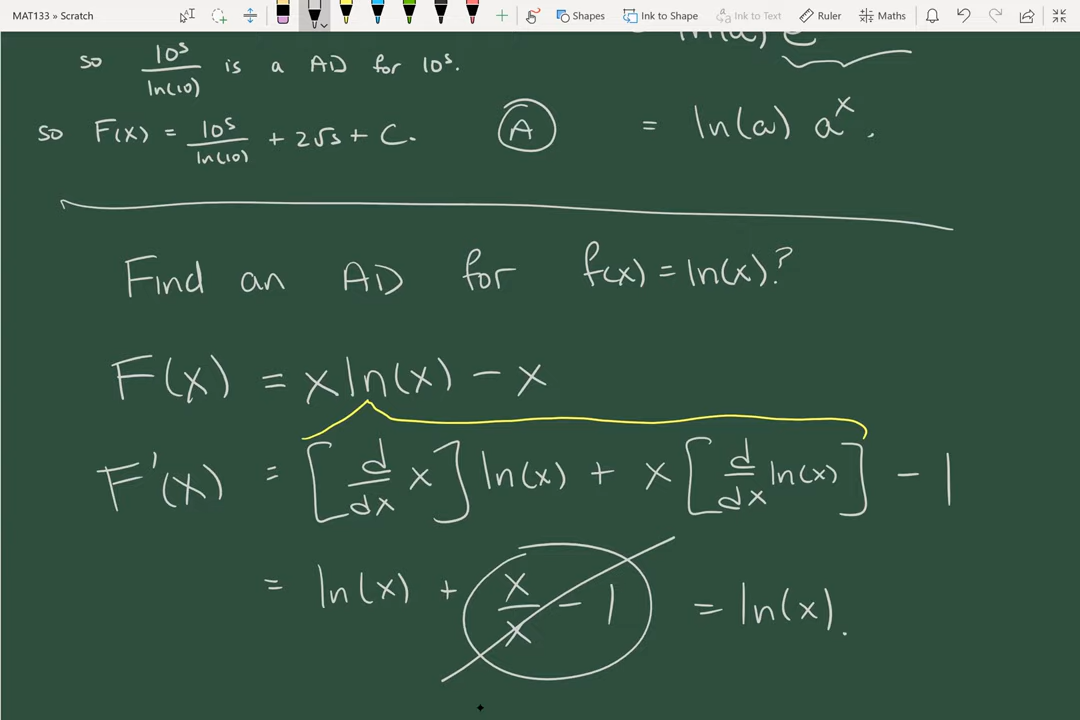 MAT133 » Scratch
Shapes Ink to Shape Ink to Text Ruler Maths
so 10^s/ln(10) is a AD for 10^s.
so F(x) = 10^s/ln(10) + 2√s + C. A
= ln(a) a^x.
Find an AD for f(x) = ln(x)?
F(x) = x ln(x) - x
F'(x) = [d/dx x] ln(x) + x [d/dx ln(x)] - 1
= ln(x) + x/x - 1 = ln(x).